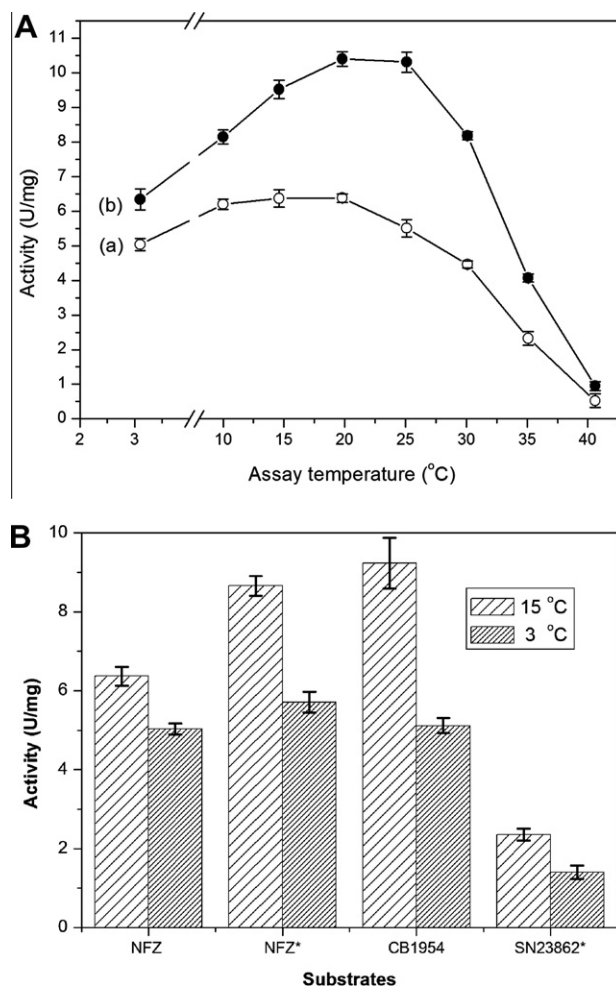 A
11
10
9
8
7
6
5
4
3
2
1
0
Activity (U/mg)
(b)
(a)
2 3 10 15 20 25 30 35 40
Assay temperature (°C)
B
10
8
6
4
2
0
Activity (U/mg)
15 °C
3 °C
NFZ NFZ* CB1954 SN23862*
Substrates